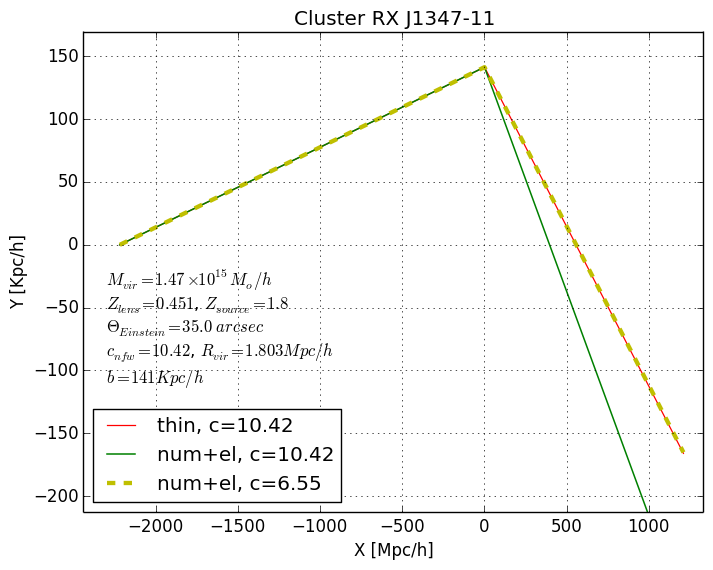 Cluster RX J1347-11
Y [Kpc/h]
150
100
50
0
−50
−100
−150
−200
M_vir = 1.47 × 10^15 M_o/h
Z_lens = 0.451, Z_source = 1.8
Θ_Einstein = 35.0 arcsec
c_nfw = 10.42, R_vir = 1.803Mpc/h
b = 141Kpc/h
thin, c=10.42
num+el, c=10.42
num+el, c=6.55
−2000 −1500 −1000 −500 0 500 1000
X [Mpc/h]